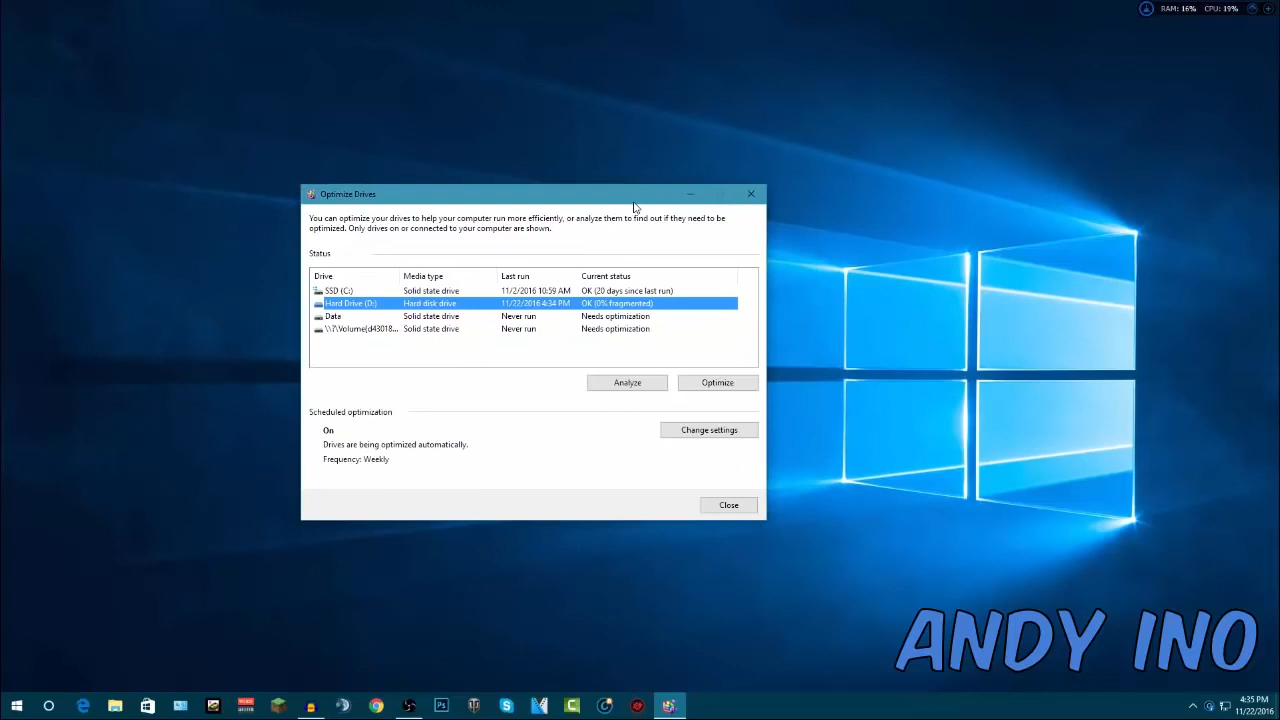 RAM: 16% CPU: 19%
Optimize Drives
You can optimize your drives to help your computer run more efficiently, or analyze them to find out if they need to be
optimized. Only drives on or connected to your computer are shown.
Status
Drive Media type Last run Current status
SSD (C:) Solid state drive 11/2/2016 10:59 AM OK (20 days since last run)
Hard Drive (D:) Hard disk drive 11/22/2016 4:34 PM OK (0% fragmented)
Data Solid state drive Never run Needs optimization
\\?\Volume{d43018... Solid state drive Never run Needs optimization
Analyze Optimize
Scheduled optimization
On
Change settings
Drives are being optimized automatically.
Frequency: Weekly
Close
ANDY INO
Ps
4:35 PM
11/22/2016